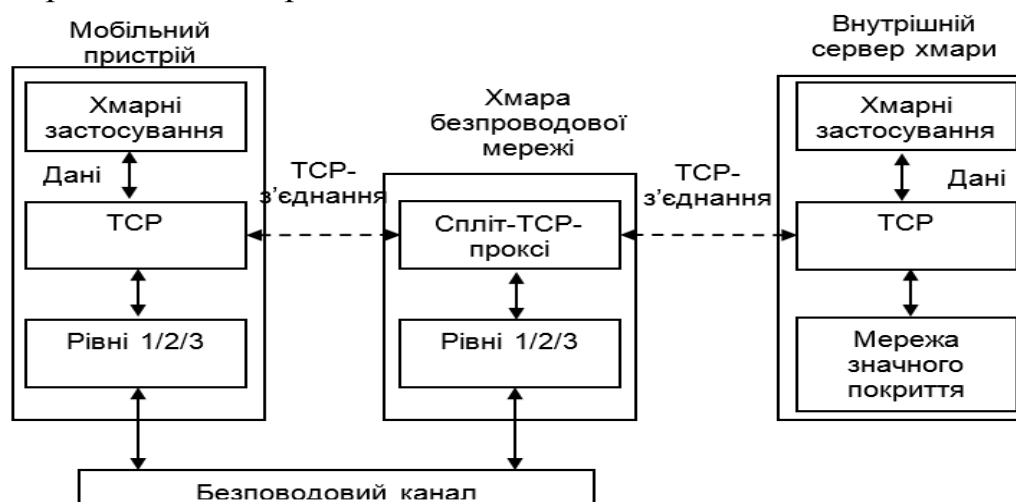 Мобільний
пристрій
Хмарні
застосування
Дані
TCP
Рівні 1/2/3
TCP-
з'єднання
Хмара
безпроводової
мережі
Спліт-TCP-
проксі
Рівні 1/2/3
TCP-
з'єднання
Внутрішній
сервер хмари
Хмарні
застосування
Дані
TCP
Мережа
значного
покриття
Безповодовий канал